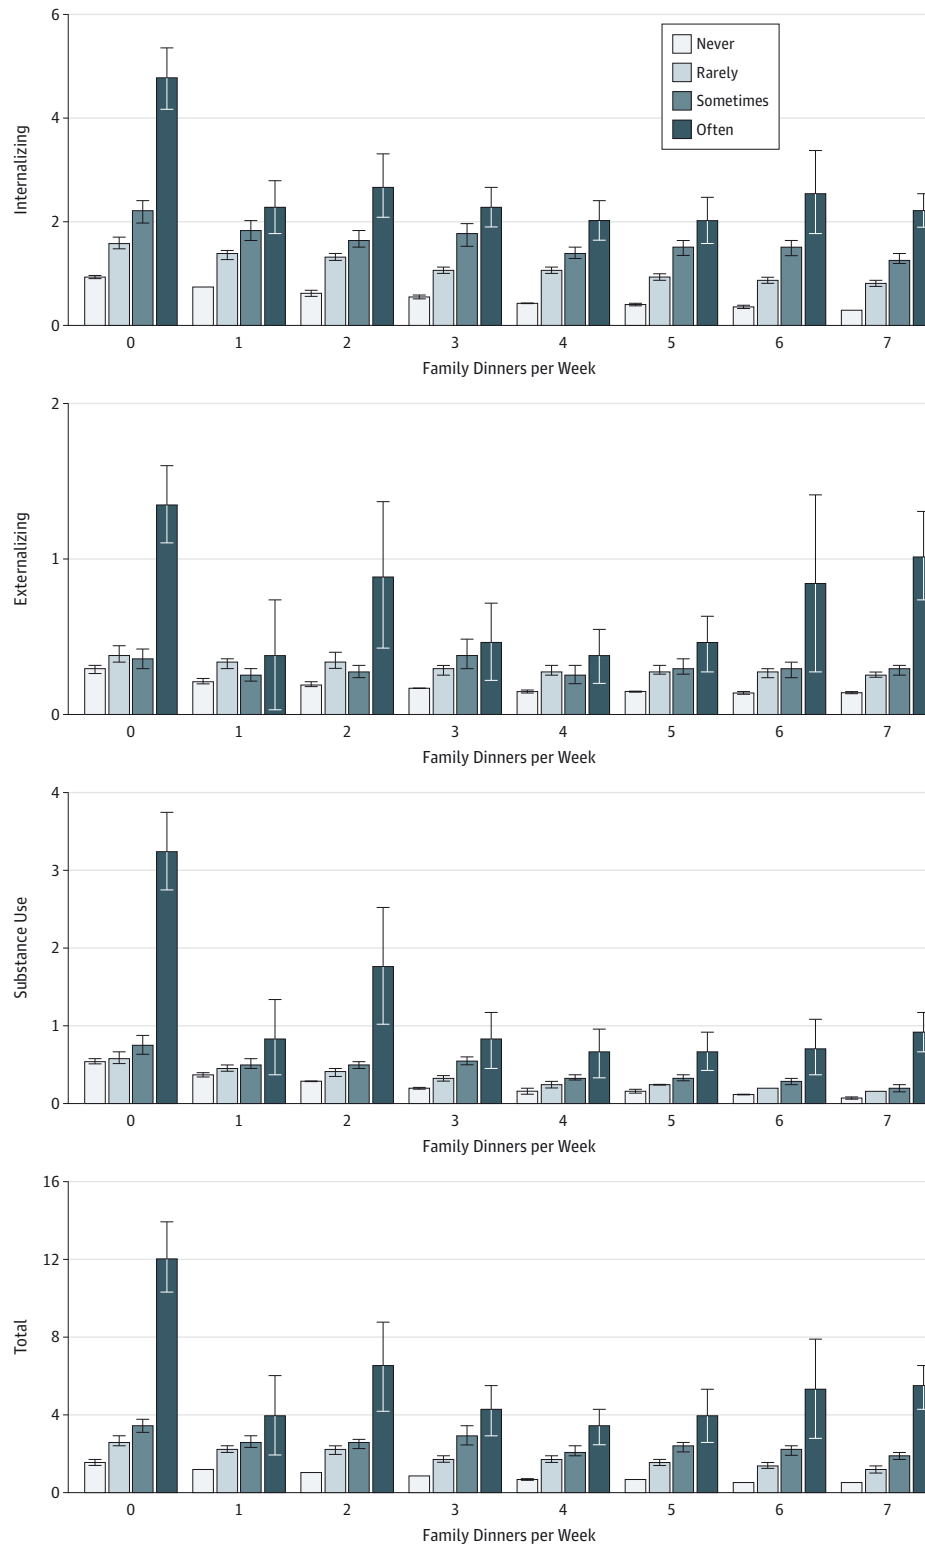 6
4
2
0
Internalizing
Never
Rarely
Sometimes
Often
0 1 2 3 4 5 6 7
Family Dinners per Week
2
1
0
Externalizing
0 1 2 3 4 5 6 7
Family Dinners per Week
4
3
2
1
0
Substance Use
0 1 2 3 4 5 6 7
Family Dinners per Week
16
12
8
4
0
Total
0 1 2 3 4 5 6 7
Family Dinners per Week